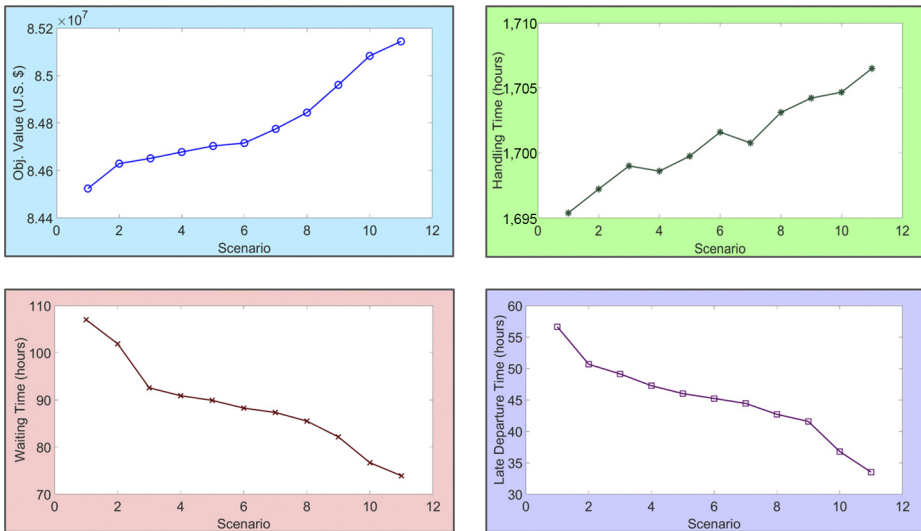 ×10^7
8.52
8.5
8.48
8.46
8.44
Obj. Value (U.S. $)
0 2 4 6 8 10 12
Scenario
1,710
1,705
1,700
1,695
Handling Time (hours)
0 2 4 6 8 10 12
Scenario
110
100
90
80
70
Waiting Time (hours)
0 2 4 6 8 10 12
Scenario
60
55
50
45
40
35
30
Late Departure Time (hours)
0 2 4 6 8 10 12
Scenario